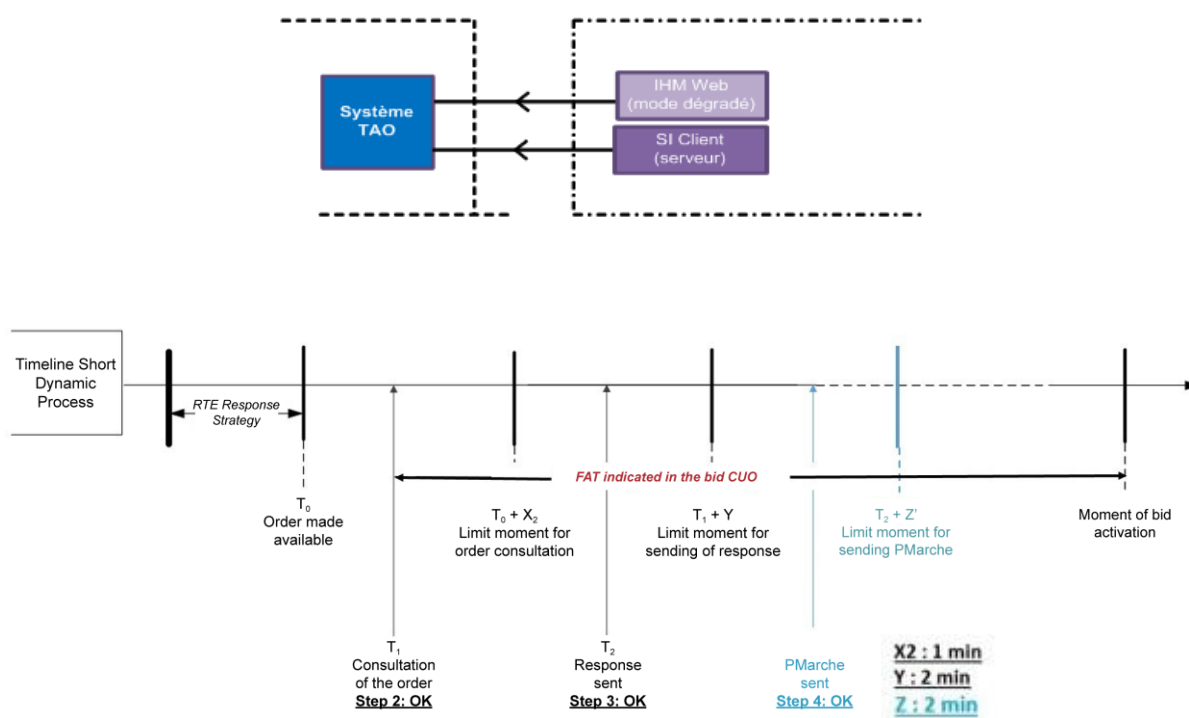 Système
TAO
IHM Web
(mode dégradé)
SI Client
(serveur)
Timeline Short
Dynamic
Process
RTE Response
Strategy
FAT indicated in the bid CUO
T₀
Order made
available
T₀ + X₂
Limit moment for
order consultation
T₁ + Y
Limit moment for
sending of response
T₂ + Z'
Limit moment for
sending PMarche
Moment of bid
activation
T₁
Consultation
of the order
Step 2: OK
T₂
Response
sent
Step 3: OK
PMarche
sent
Step 4: OK
X2 : 1 min
Y : 2 min
Z : 2 min